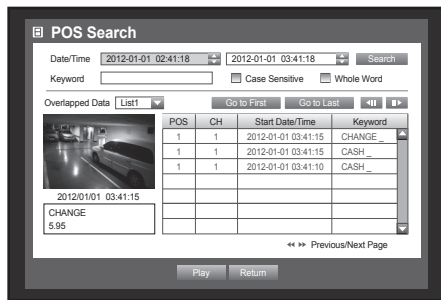 POS Search
Date/Time 2012-01-01 02:41:18 2012-01-01 03:41:18 Search
Keyword Case Sensitive Whole Word
Overlapped Data List1 Go to First Go to Last
POS CH Start Date/Time Keyword
1 1 2012-01-01 03:41:15 CHANGE _
1 1 2012-01-01 03:41:15 CASH _
1 1 2012-01-01 03:41:10 CASH _
2012/01/01 03:41:15
CHANGE
5.95
Previous/Next Page
Play Return